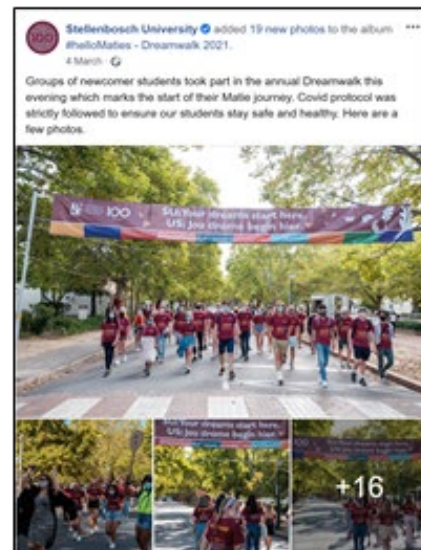 100
Stellenbosch University added 19 new photos to the album
#helloMaties - Dreamwalk 2021.
4 March ·
Groups of newcomer students took part in the annual Dreamwalk this
evening which marks the start of their Matie journey. Covid protocol was
strictly followed to ensure our students stay safe and healthy. Here are a
few photos.
100 SU: Your dreams start here.
US: Jou drome begin hier.
SU: Your dreams start here.
US: Jou drome begin hier.
+16